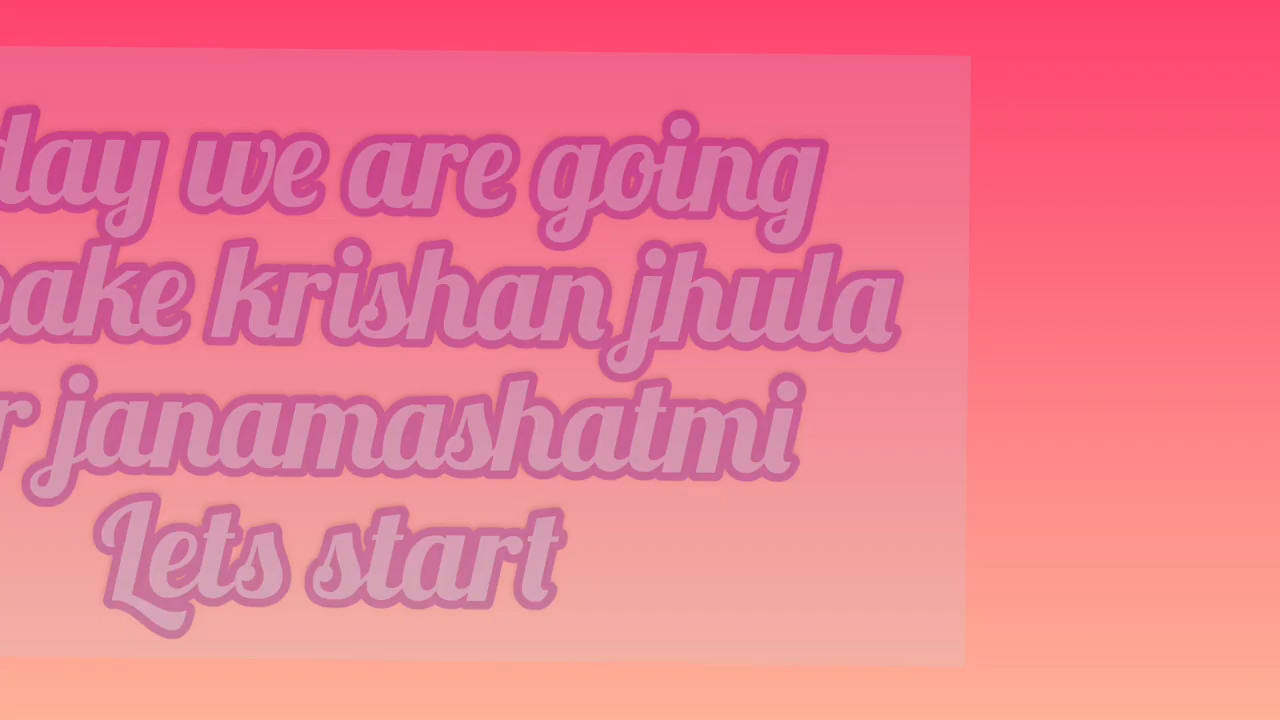 day we are going
ake krishan jhula
r janamashatmi
Lets start